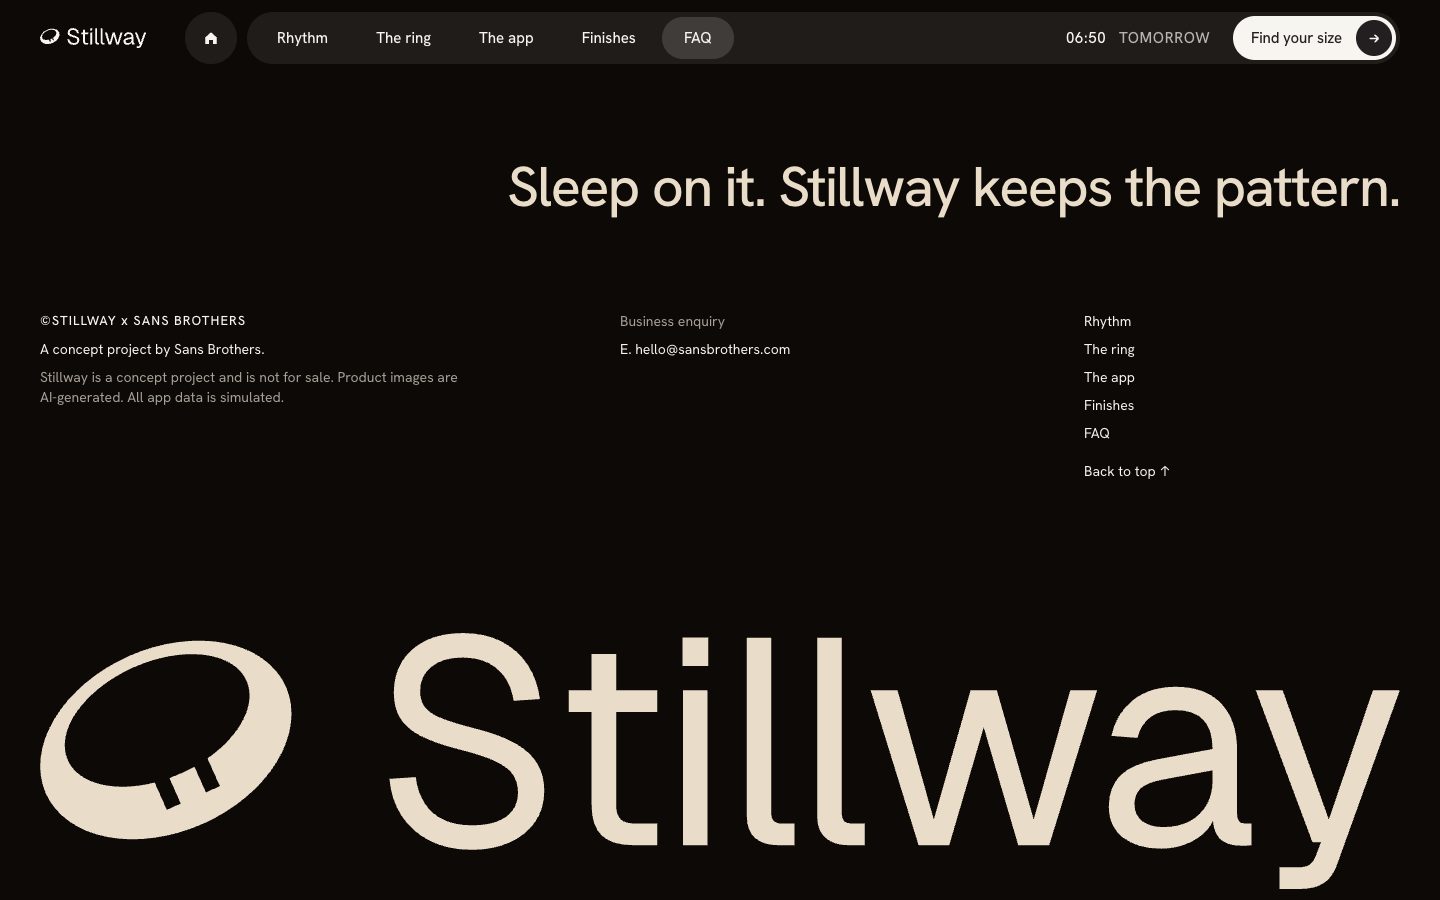 Stillway
Rhythm
The ring
The app
Finishes
FAQ
06:50 TOMORROW
Find your size
Sleep on it. Stillway keeps the pattern.
©STILLWAY x SANS BROTHERS
A concept project by Sans Brothers.
Stillway is a concept project and is not for sale. Product images are
AI-generated. All app data is simulated.
Business enquiry
E. hello@sansbrothers.com
Rhythm
The ring
The app
Finishes
FAQ
Back to top ↑
Stillway